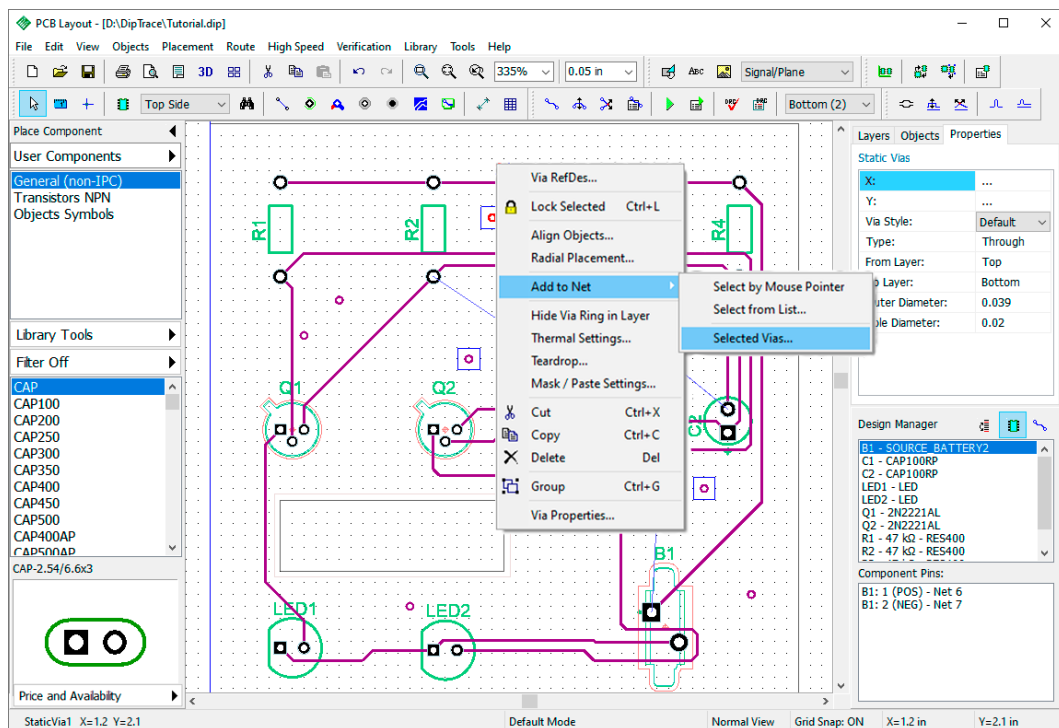 PCB Layout - [D:\DipTrace\Tutorial.dip]
File Edit View Objects Placement Route High Speed Verification Library Tools Help
3D 335% 0.05 in ABC Signal/Plane
Top Side DRC DRC Bottom (2)
Place Component
User Components
General (non-IPC)
Transistors NPN
Objects Symbols
Library Tools
Filter Off
CAP
CAP100
CAP200
CAP250
CAP300
CAP350
CAP400
CAP450
CAP500
CAP400AP
CAP500AP
CAP-2.54/6.6x3
Price and Availability
R1
R2
R4
Q1
Q2
C2
B1
LED1
LED2
Via RefDes...
Lock Selected Ctrl+L
Align Objects...
Radial Placement...
Add to Net
Hide Via Ring in Layer
Thermal Settings...
Teardrop...
Mask / Paste Settings...
Cut Ctrl+X
Copy Ctrl+C
Delete Del
Group Ctrl+G
Via Properties...
Select by Mouse Pointer
Select from List...
Selected Vias...
Layers Objects Properties
Static Vias
X: ...
Y: ...
Via Style: Default
Type: Through
From Layer: Top
Layer: Bottom
Diameter: 0.039
Diameter: 0.02
Design Manager
B1 - SOURCE_BATTERY2
C1 - CAP100RP
C2 - CAP100RP
LED1 - LED
LED2 - LED
Q1 - 2N2221AL
Q2 - 2N2221AL
R1 - 47 kΩ - RES400
R2 - 47 kΩ - RES400
Component Pins:
B1: 1 (POS) - Net 6
B1: 2 (NEG) - Net 7
StaticVia1 X=1.2 Y=2.1 Default Mode Normal View Grid Snap: ON X=1.2 in Y=2.1 in